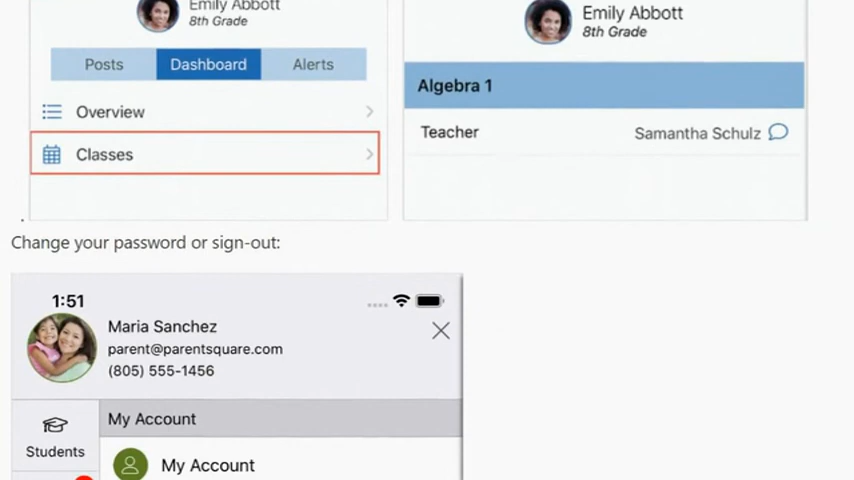 Emily Abbott
8th Grade
Posts
Dashboard
Alerts
Overview
Classes
Emily Abbott
8th Grade
Algebra 1
Teacher
Samantha Schulz
.
Change your password or sign-out:
1:51
Maria Sanchez
parent@parentsquare.com
(805) 555-1456
My Account
Students
My Account